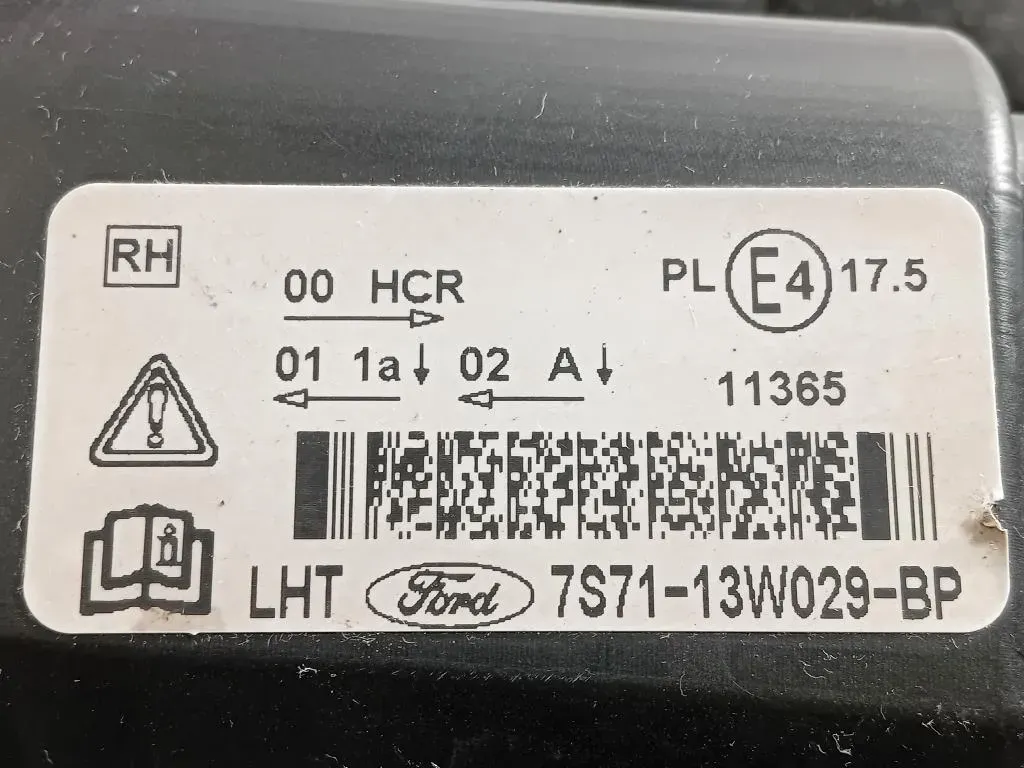 RH
00 HCR
PL E4 17.5
01 1a↓ 02 A↓
11365
LHT Ford 7S71-13W029-BP